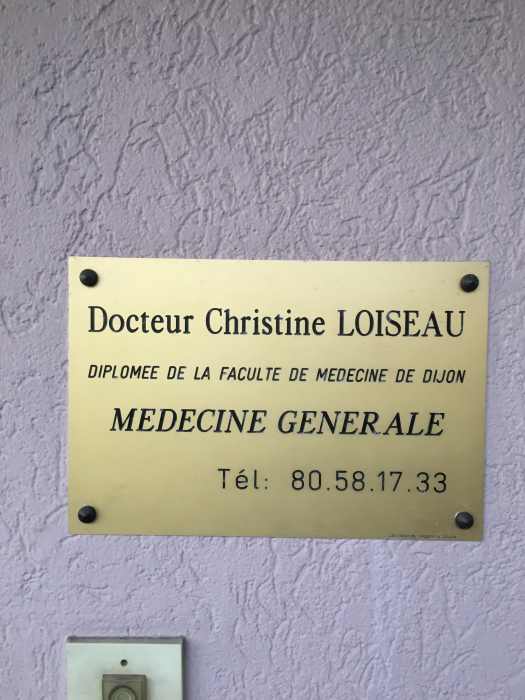 Docteur Christine LOISEAU
DIPLOMEE DE LA FACULTE DE MEDECINE DE DIJON
MEDECINE GENERALE
Tél: 80.58.17.33